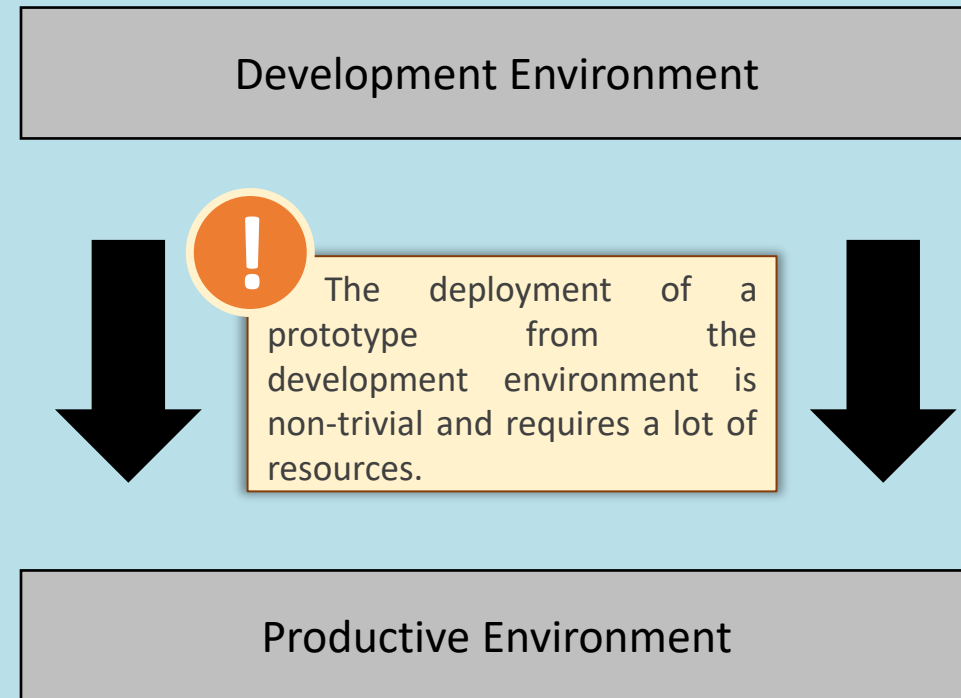 Development Environment
!
The deployment of a
prototype from the
development environment is
non-trivial and requires a lot of
resources.
Productive Environment